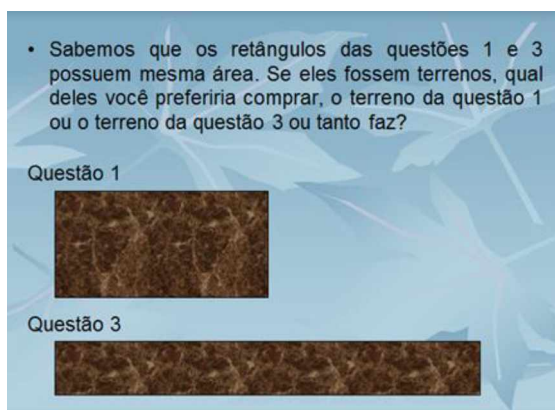 • Sabemos que os retângulos das questões 1 e 3
possuem mesma área. Se eles fossem terrenos, qual
deles você preferiria comprar, o terreno da questão 1
ou o terreno da questão 3 ou tanto faz?
Questão 1
Questão 3